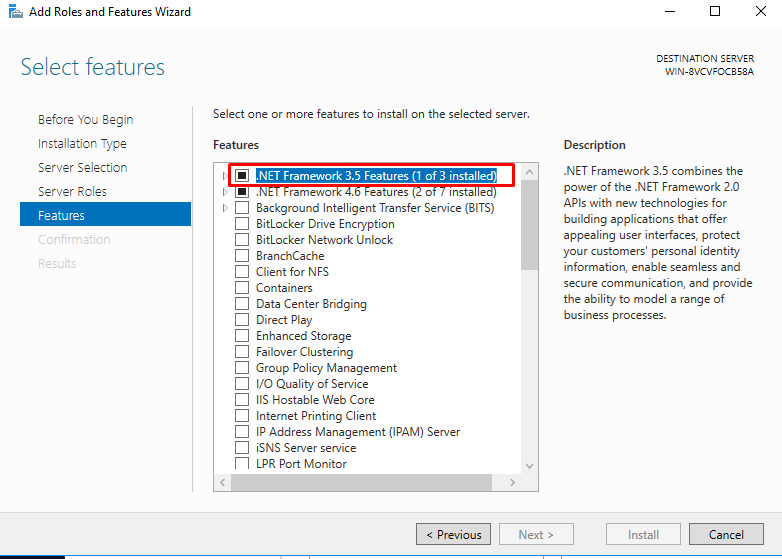 Add Roles and Features Wizard
Select features
DESTINATION SERVER
WIN-8VCVFOCB58A
Before You Begin
Installation Type
Server Selection
Server Roles
Features
Confirmation
Results
Select one or more features to install on the selected server.
Features
.NET Framework 3.5 Features (1 of 3 installed)
.NET Framework 4.6 Features (2 of 7 installed)
Background Intelligent Transfer Service (BITS)
BitLocker Drive Encryption
BitLocker Network Unlock
BranchCache
Client for NFS
Containers
Data Center Bridging
Direct Play
Enhanced Storage
Failover Clustering
Group Policy Management
I/O Quality of Service
IIS Hostable Web Core
Internet Printing Client
IP Address Management (IPAM) Server
iSNS Server service
LPR Port Monitor
Description
.NET Framework 3.5 combines the
power of the .NET Framework 2.0
APIs with new technologies for
building applications that offer
appealing user interfaces, protect
your customers' personal identity
information, enable seamless and
secure communication, and provide
the ability to model a range of
business processes.
< Previous
Next >
Install
Cancel